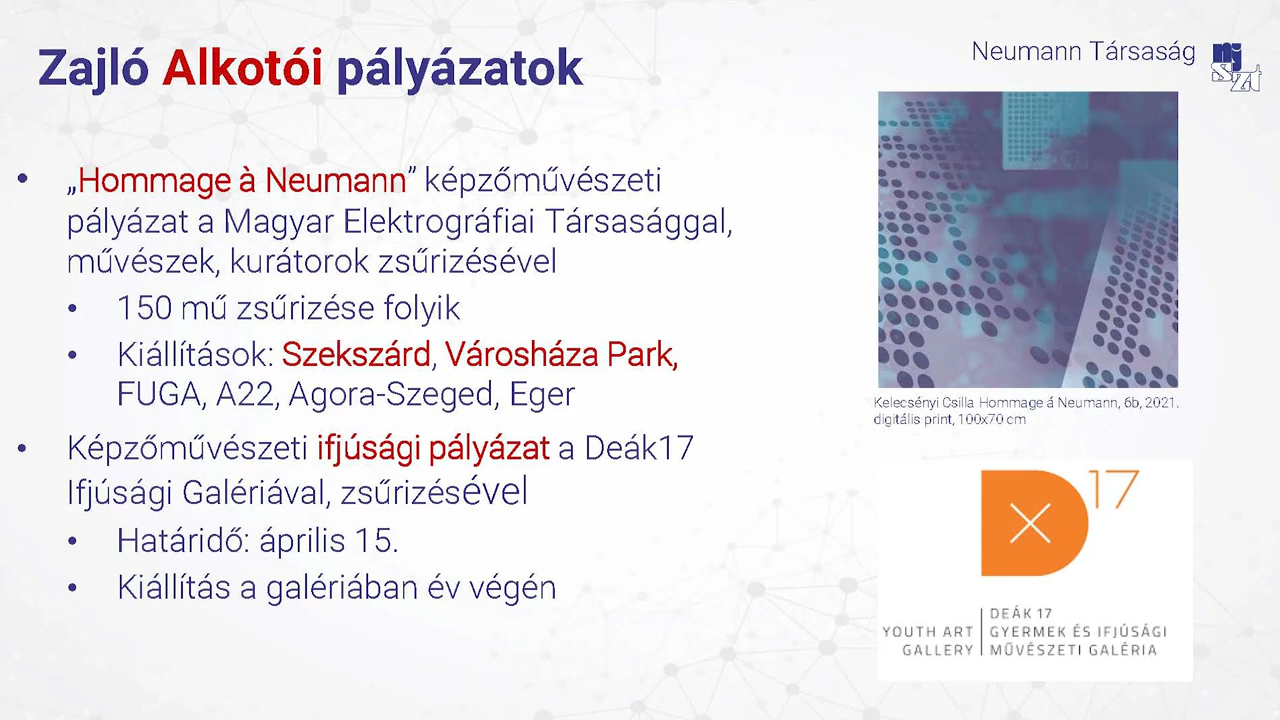 Zajló Alkotói pályázatok
Neumann Társaság
nj
szt
• „Hommage à Neumann” képzőművészeti
pályázat a Magyar Elektrográfiai Társasággal,
művészek, kurátorok zsűrizésével
• 150 mű zsűrizése folyik
• Kiállítások: Szekszárd, Városháza Park,
FUGA, A22, Agora-Szeged, Eger
• Képzőművészeti ifjúsági pályázat a Deák17
Ifjúsági Galériával, zsűrizésével
• Határidő: április 15.
• Kiállítás a galériában év végén
Kelecsényi Csilla Hommage á Neumann, 6b, 2021.
digitális print, 100x70 cm
17
YOUTH ART
GALLERY
DEÁK 17
GYERMEK ÉS IFJÚSÁGI
MŰVÉSZETI GALÉRIA